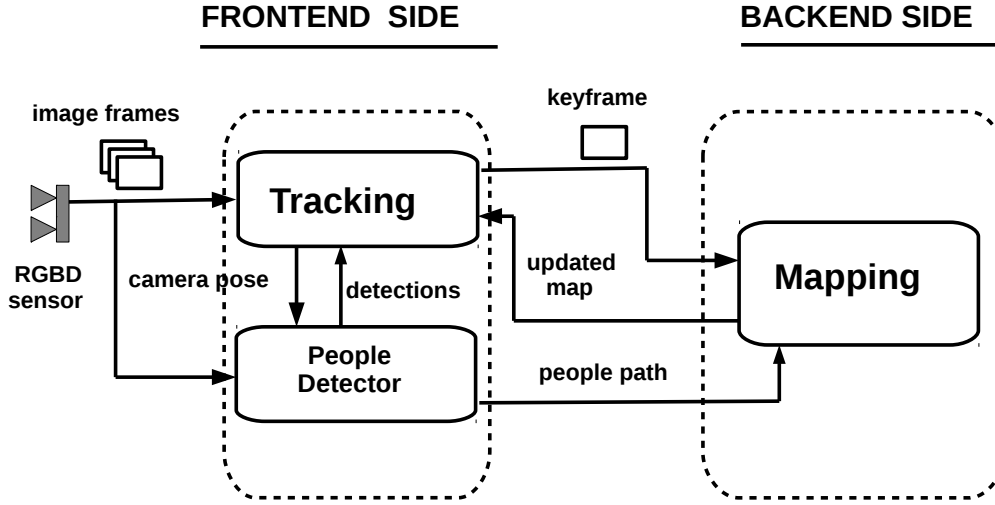 FRONTEND SIDE
BACKEND SIDE
image frames
keyframe
Tracking
RGBD
sensor
camera pose
detections
updated
map
Mapping
People
Detector
people path